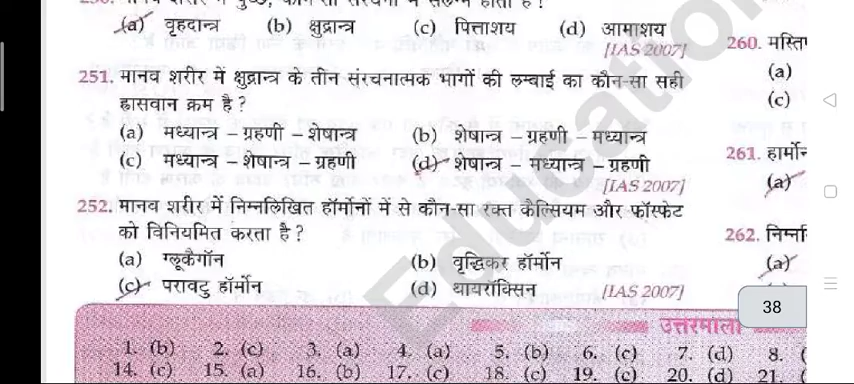 (a) वृहदान्त्र (b) क्षुद्रान्त्र (c) पित्ताशय (d) आमाशय
[IAS 2007]
251. मानव शरीर में क्षुद्रान्त्र के तीन संरचनात्मक भागों की लम्बाई का कौन-सा सही
ह्रासवान क्रम है ?
(a) मध्यान्त्र – ग्रहणी – शेषान्त्र (b) शेषान्त्र – ग्रहणी – मध्यान्त्र
(c) मध्यान्त्र – शेषान्त्र – ग्रहणी (d) शेषान्त्र – मध्यान्त्र – ग्रहणी
[IAS 2007]
252. मानव शरीर में निम्नलिखित हॉर्मोनों में से कौन-सा रक्त कैल्सियम और फॉस्फेट
को विनियमित करता है ?
(a) ग्लूकैगॉन (b) वृद्धिकर हॉर्मोन
(c) परावटु हॉर्मोन (d) थायरॉक्सिन [IAS 2007]
260. मस्ति
(a)
(c)
261. हार्मोन
(a)
262. निम्न
(a)
38
उत्तरमाला
1. (b) 2. (c) 3. (a) 4. (a) 5. (b) 6. (c) 7. (d) 8. (
14. (c) 15. (a) 16. (b) 17. (c) 18. (c) 19. (c) 20. (d) 21. (
Education